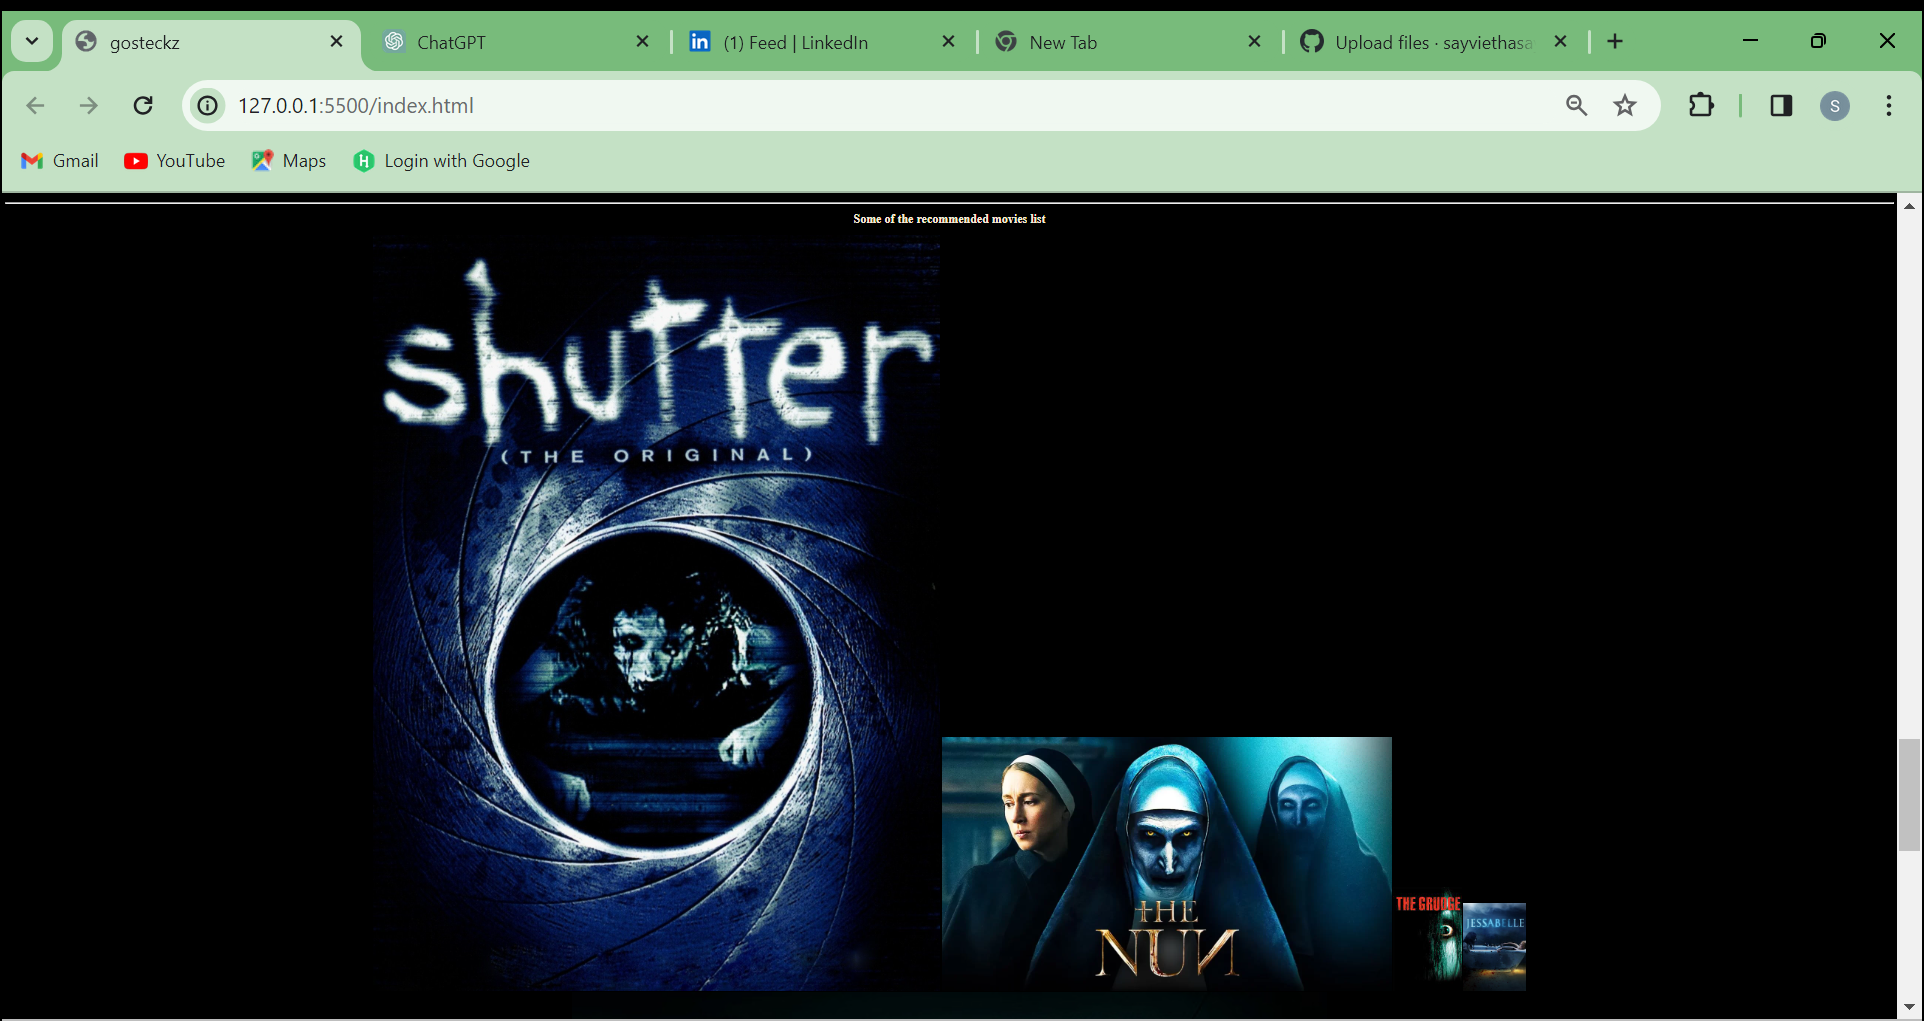 gosteckz
ChatGPT
(1) Feed | LinkedIn
New Tab
Upload files · sayviethasa
127.0.0.1:5500/index.html
S
Gmail
YouTube
Maps
Login with Google
Some of the recommended movies list
shutter
(THE ORIGINAL)
THE
NUN
THE GRUDGE
JESSABELLE